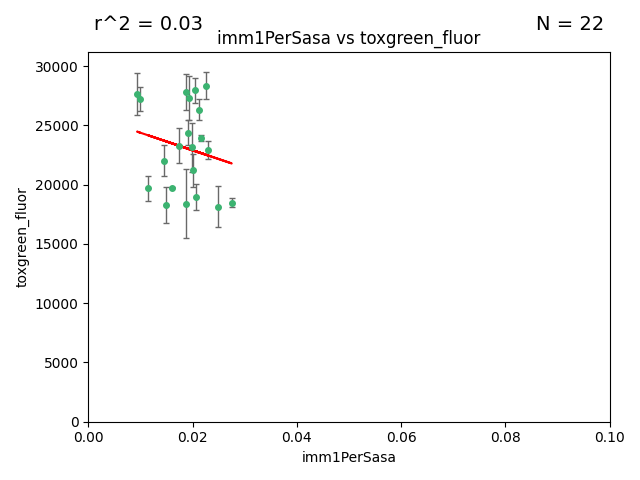 r^2 = 0.03
N = 22
imm1PerSasa vs toxgreen_fluor
30000
25000
20000
15000
10000
5000
0
toxgreen_fluor
0.00
0.02
0.04
0.06
0.08
0.10
imm1PerSasa